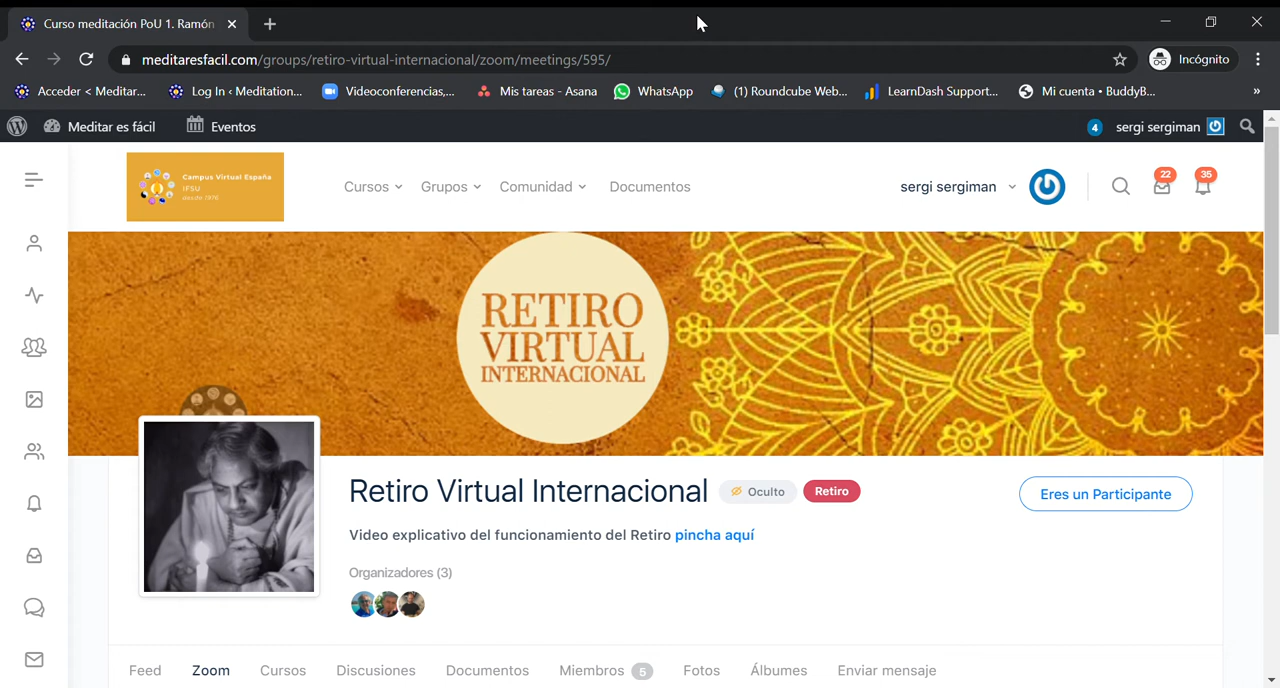 Curso meditación PoU 1. Ramón
meditaresfacil.com/groups/retiro-virtual-internacional/zoom/meetings/595/
Incógnito
Acceder < Meditar...
Log In ‹ Meditation...
Videoconferencias,...
Mis tareas - Asana
WhatsApp
(1) Roundcube Web...
LearnDash Support...
Mi cuenta • BuddyB...
»
Meditar es fácil
Eventos
4
sergi sergiman
Campus Virtual España
IFSU
desde 1976
Cursos
Grupos
Comunidad
Documentos
sergi sergiman
22
35
RETIRO
VIRTUAL
INTERNACIONAL
Retiro Virtual Internacional
Oculto
Retiro
Eres un Participante
Video explicativo del funcionamiento del Retiro pincha aquí
Organizadores (3)
Feed
Zoom
Cursos
Discusiones
Documentos
Miembros 5
Fotos
Álbumes
Enviar mensaje